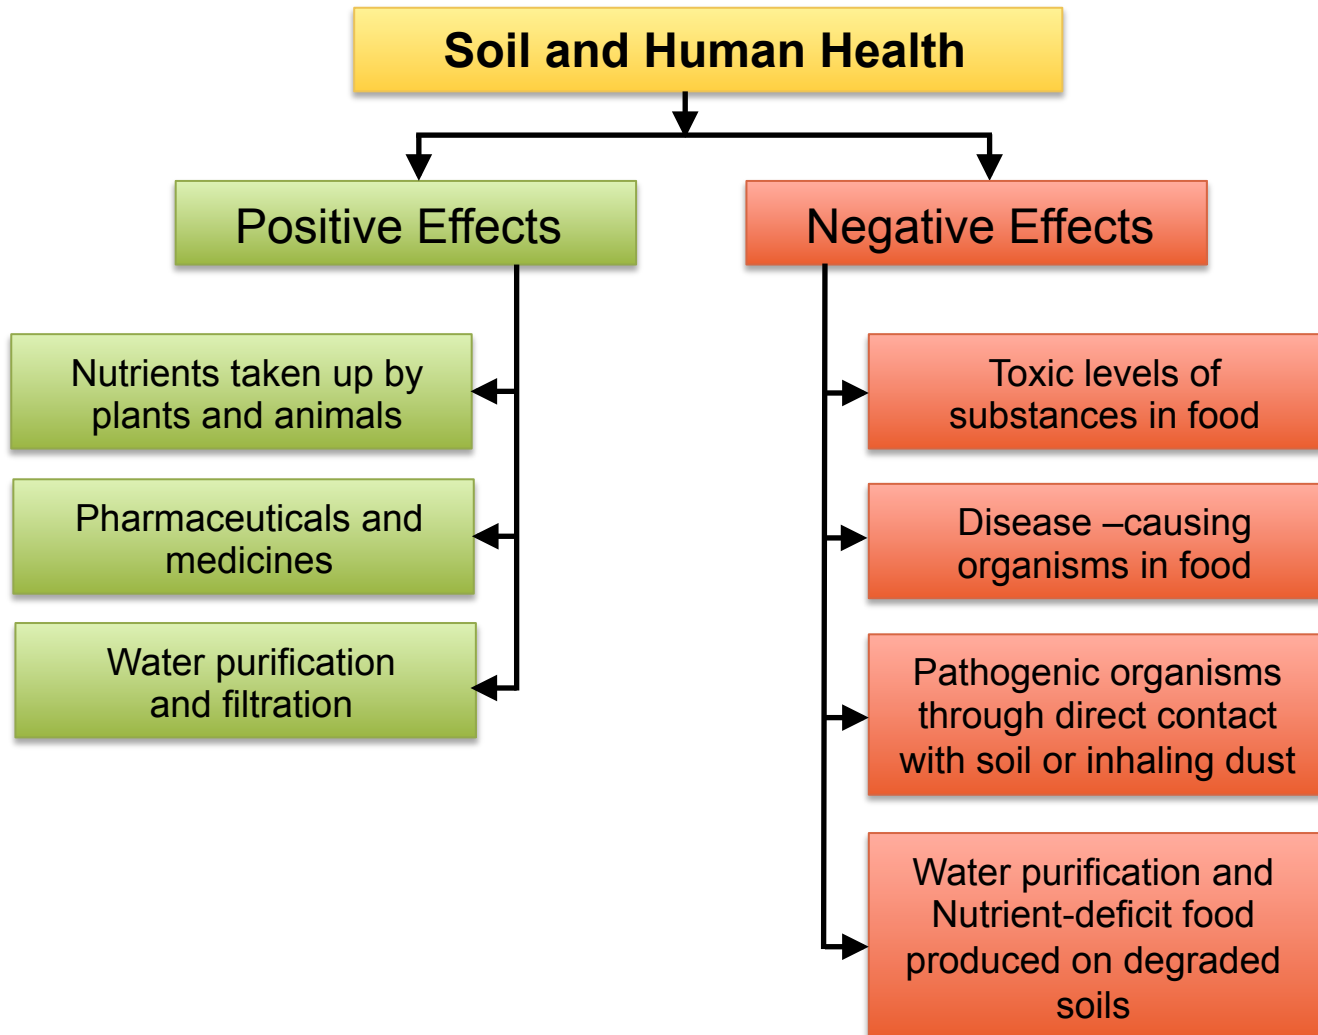 Soil and Human Health
Positive Effects
Negative Effects
Nutrients taken up by
plants and animals
Pharmaceuticals and
medicines
Water purification
and filtration
Toxic levels of
substances in food
Disease –causing
organisms in food
Pathogenic organisms
through direct contact
with soil or inhaling dust
Water purification and
Nutrient-deficit food
produced on degraded
soils